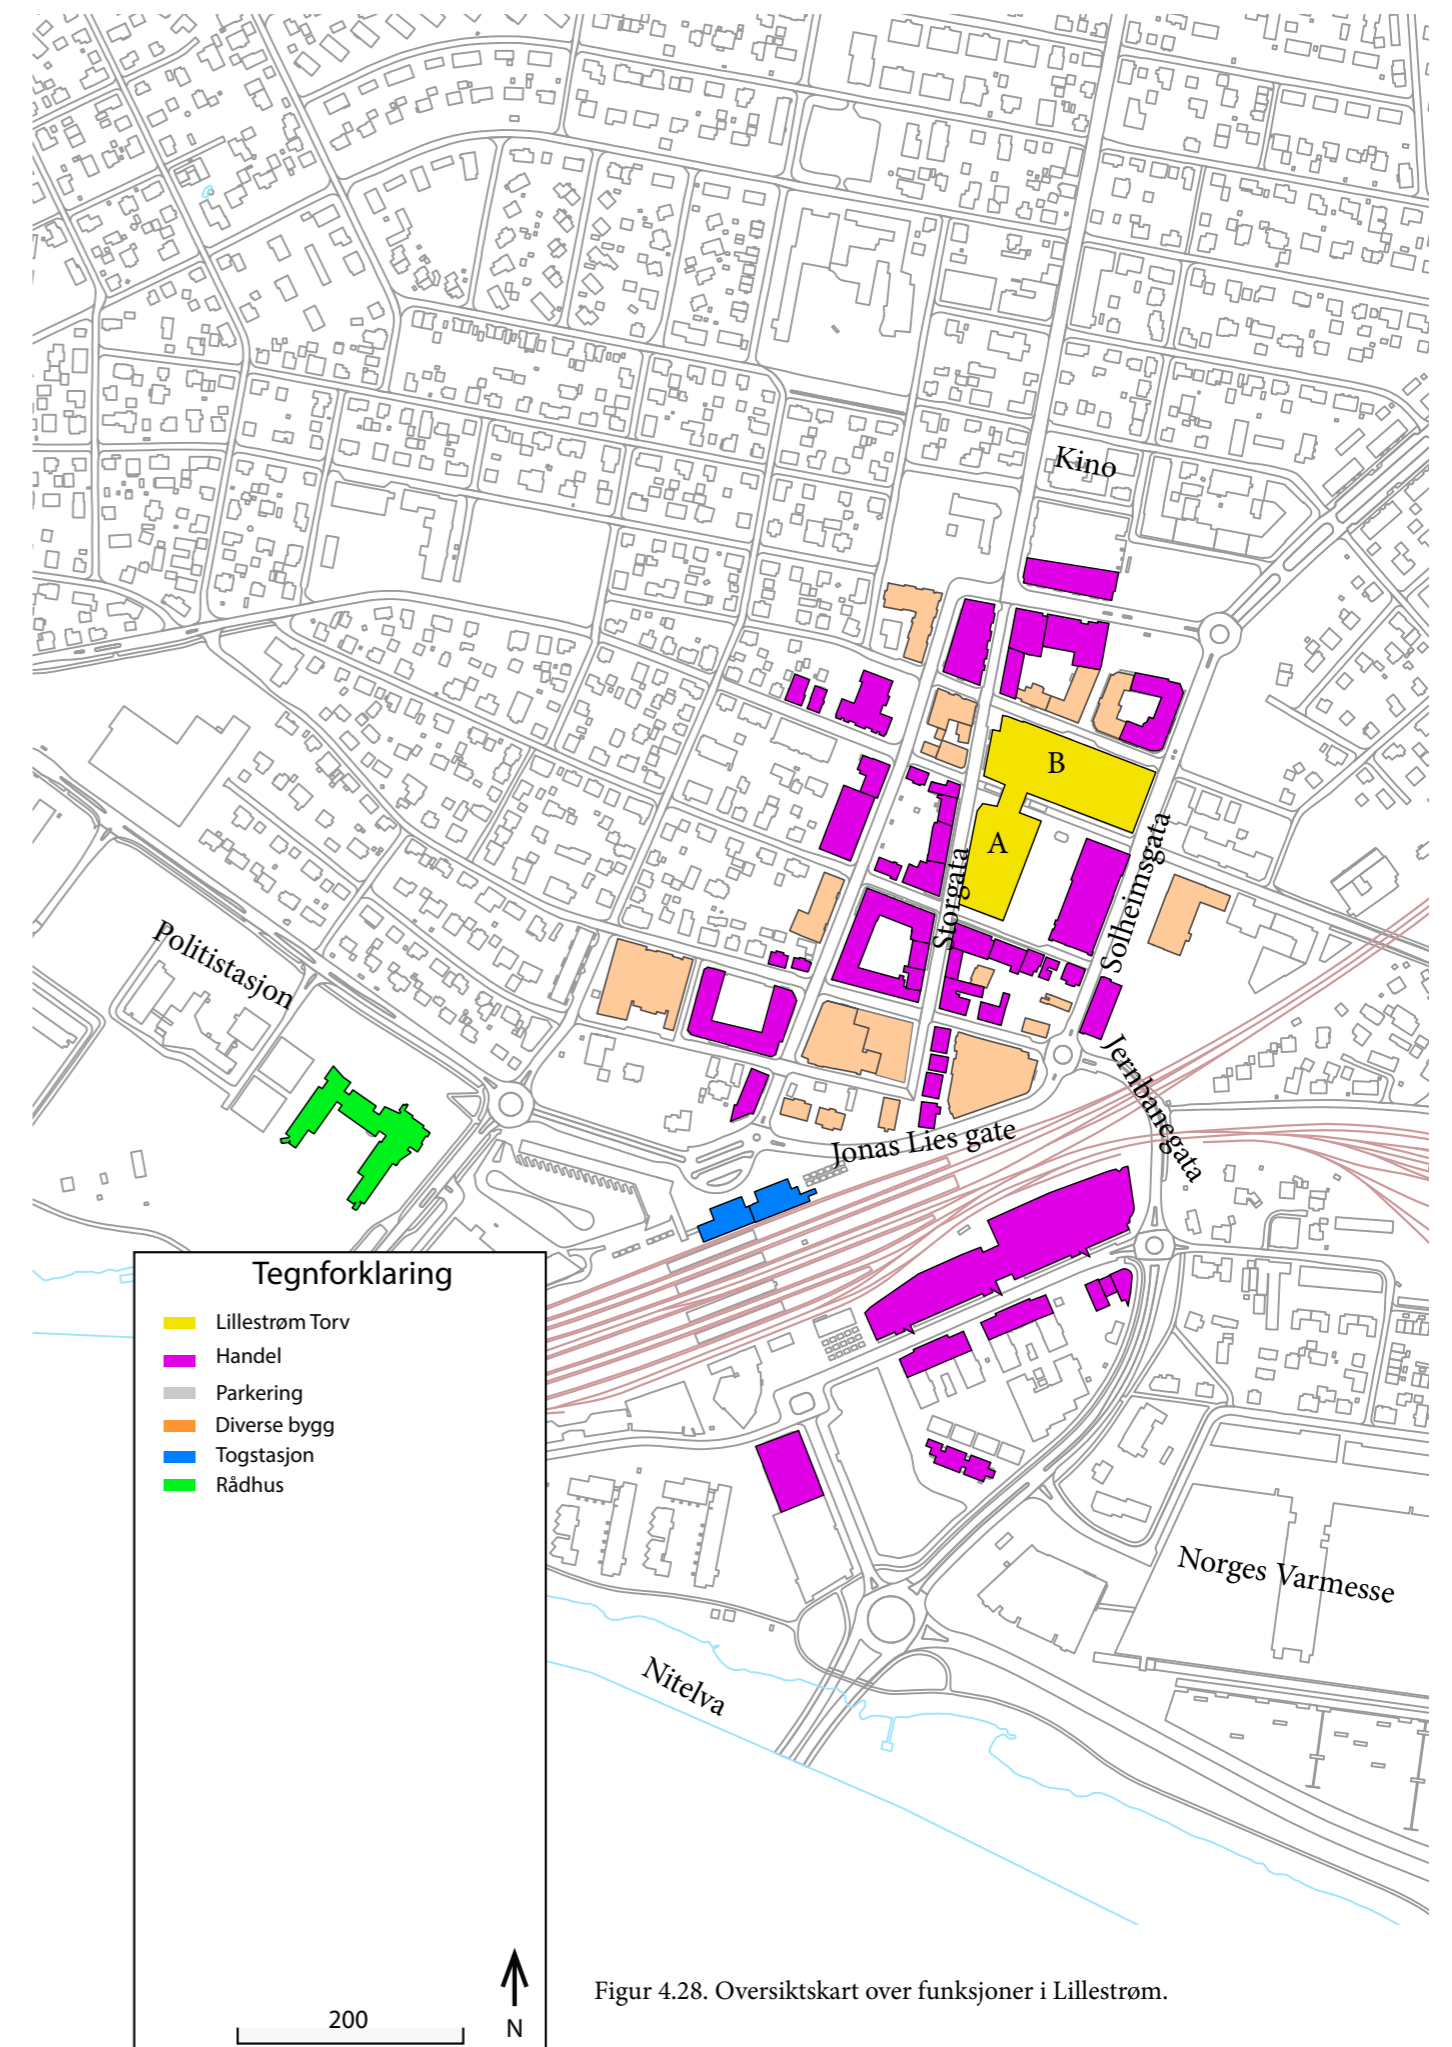 Kino
B
A
Storgata
Solheimsgata
Politistasjon
Jernbanegata
Jonas Lies gate
Tegnforklaring
Lillestrøm Torv
Handel
Parkering
Diverse bygg
Togstasjon
Rådhus
Norges Varmesse
Nitelva
200
N
Figur 4.28. Oversiktskart over funksjoner i Lillestrøm.